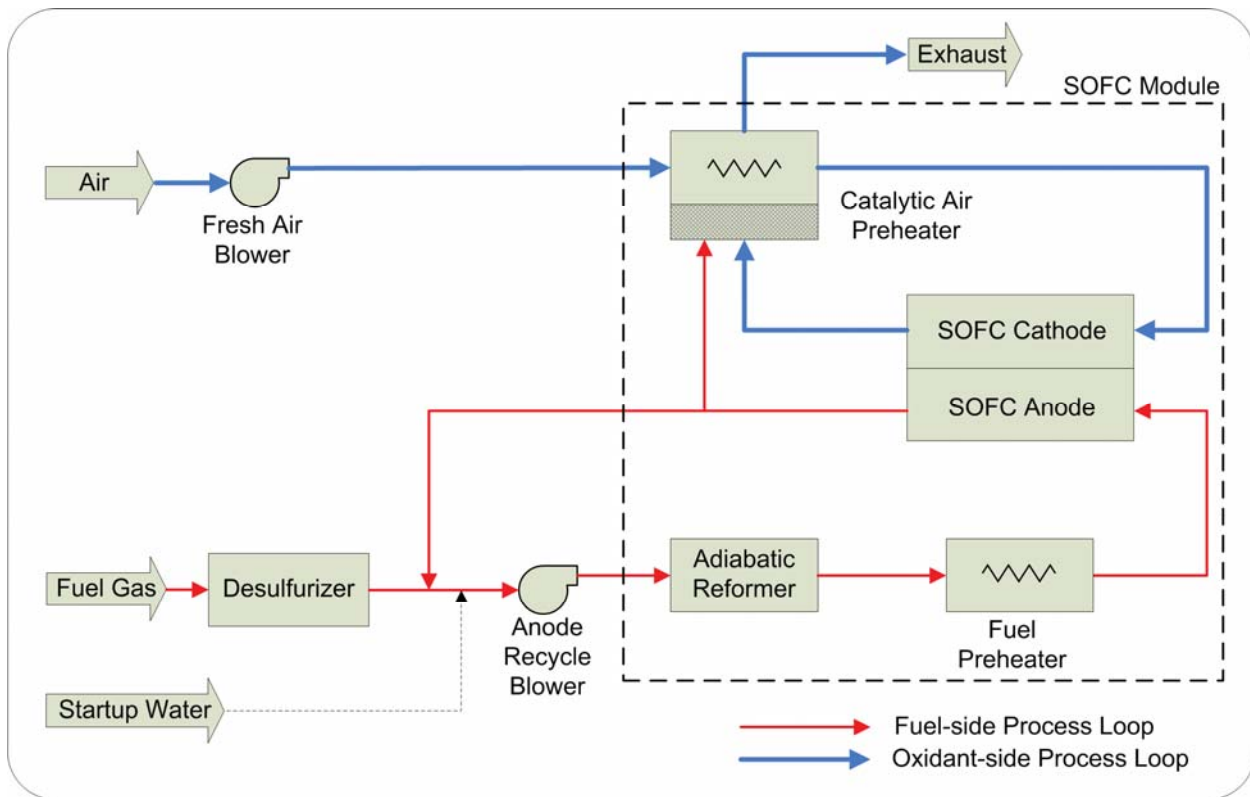 Exhaust
SOFC Module
Air
Fresh Air
Blower
Catalytic Air
Preheater
SOFC Cathode
SOFC Anode
Fuel Gas
Desulfurizer
Anode
Recycle
Blower
Adiabatic
Reformer
Fuel
Preheater
Startup Water
Fuel-side Process Loop
Oxidant-side Process Loop